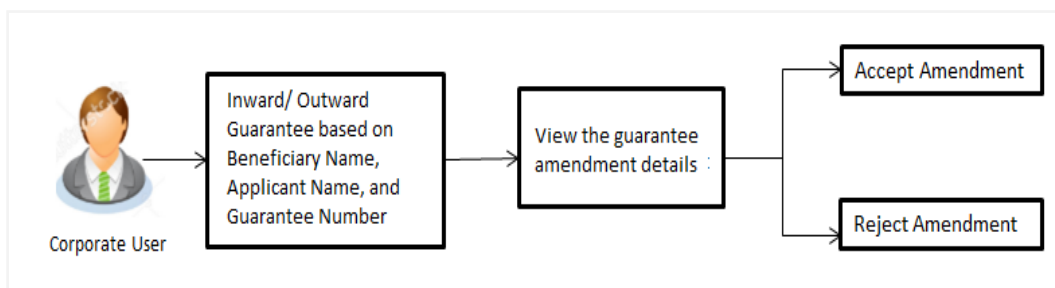 Inward/ Outward
Guarantee based on
Beneficiary Name,
Applicant Name, and
Guarantee Number
Corporate User
View the guarantee
amendment details :
Accept Amendment
Reject Amendment